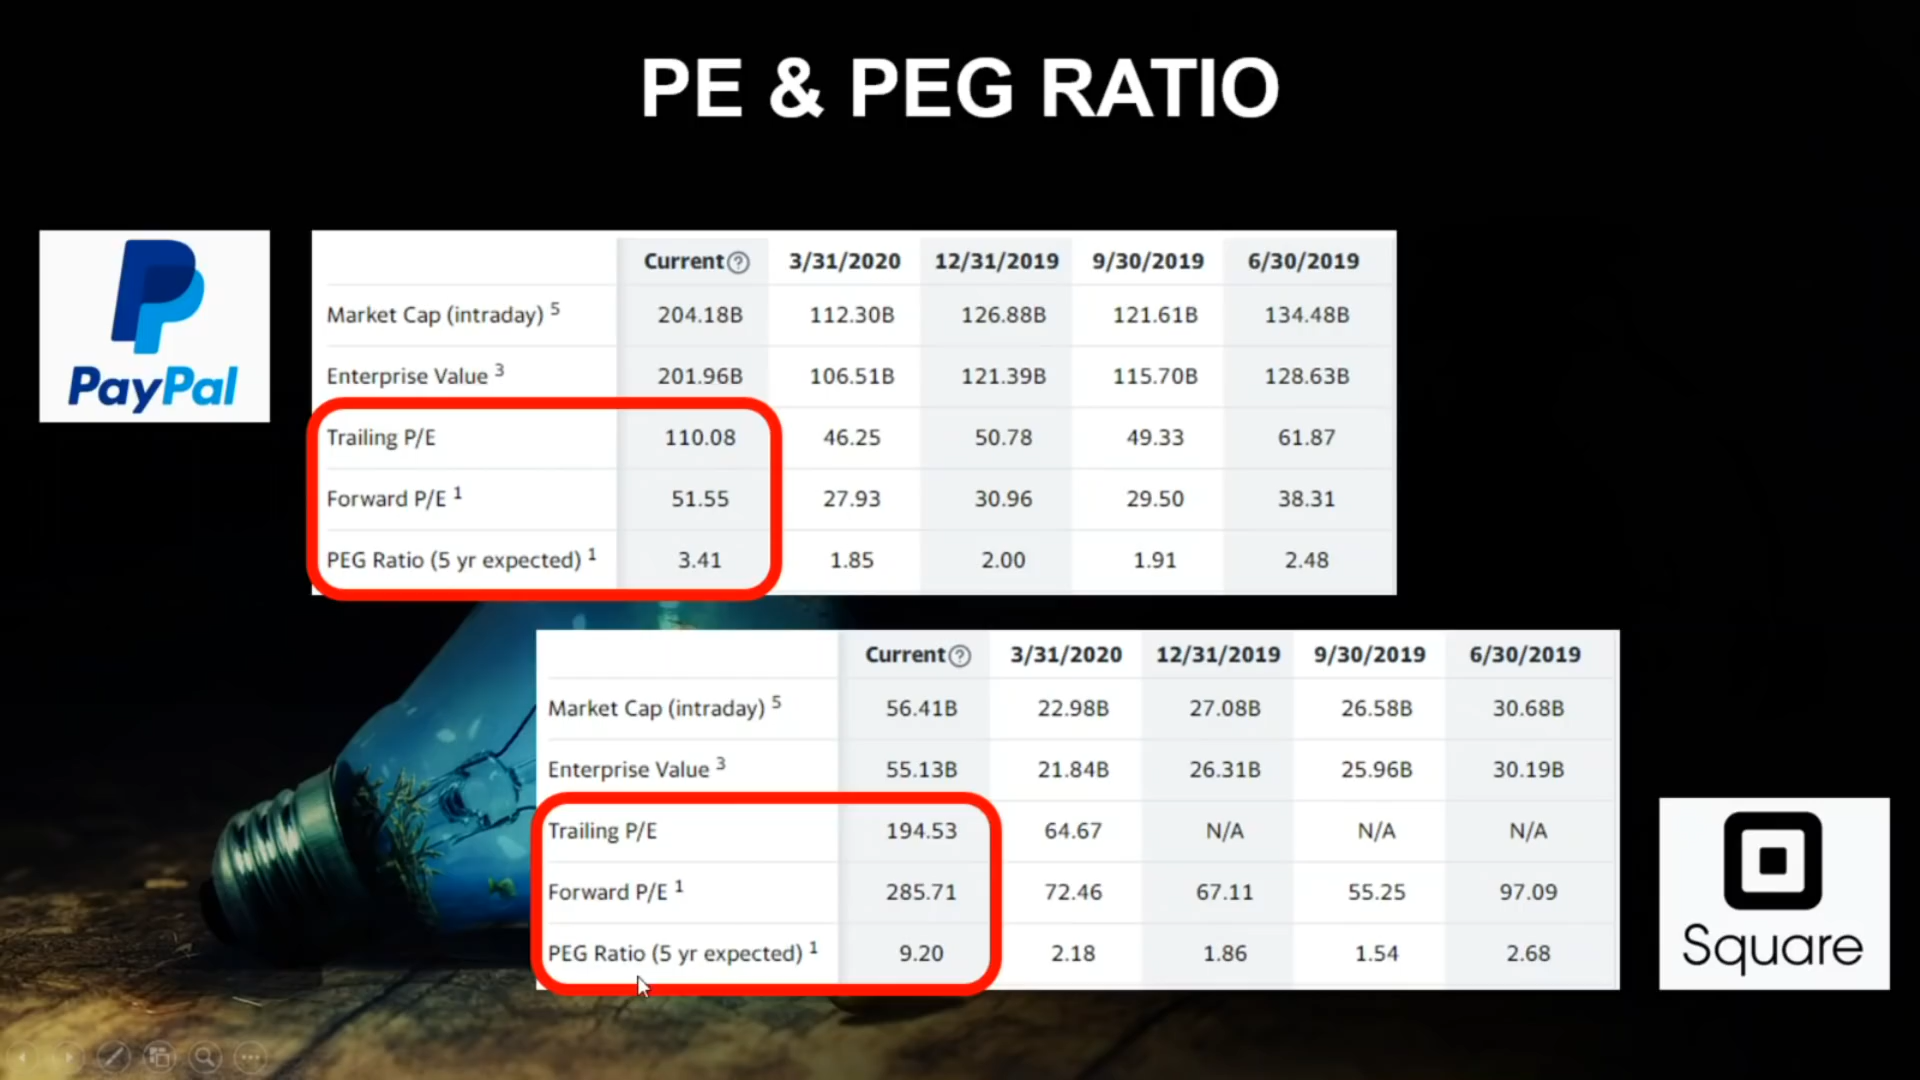 PE & PEG RATIO
PayPal
Current? 3/31/2020 12/31/2019 9/30/2019 6/30/2019
Market Cap (intraday) 5 204.18B 112.30B 126.88B 121.61B 134.48B
Enterprise Value 3 201.96B 106.51B 121.39B 115.70B 128.63B
Trailing P/E 110.08 46.25 50.78 49.33 61.87
Forward P/E 1 51.55 27.93 30.96 29.50 38.31
PEG Ratio (5 yr expected) 1 3.41 1.85 2.00 1.91 2.48
Current? 3/31/2020 12/31/2019 9/30/2019 6/30/2019
Market Cap (intraday) 5 56.41B 22.98B 27.08B 26.58B 30.68B
Enterprise Value 3 55.13B 21.84B 26.31B 25.96B 30.19B
Trailing P/E 194.53 64.67 N/A N/A N/A
Forward P/E 1 285.71 72.46 67.11 55.25 97.09
PEG Ratio (5 yr expected) 1 9.20 2.18 1.86 1.54 2.68
Square